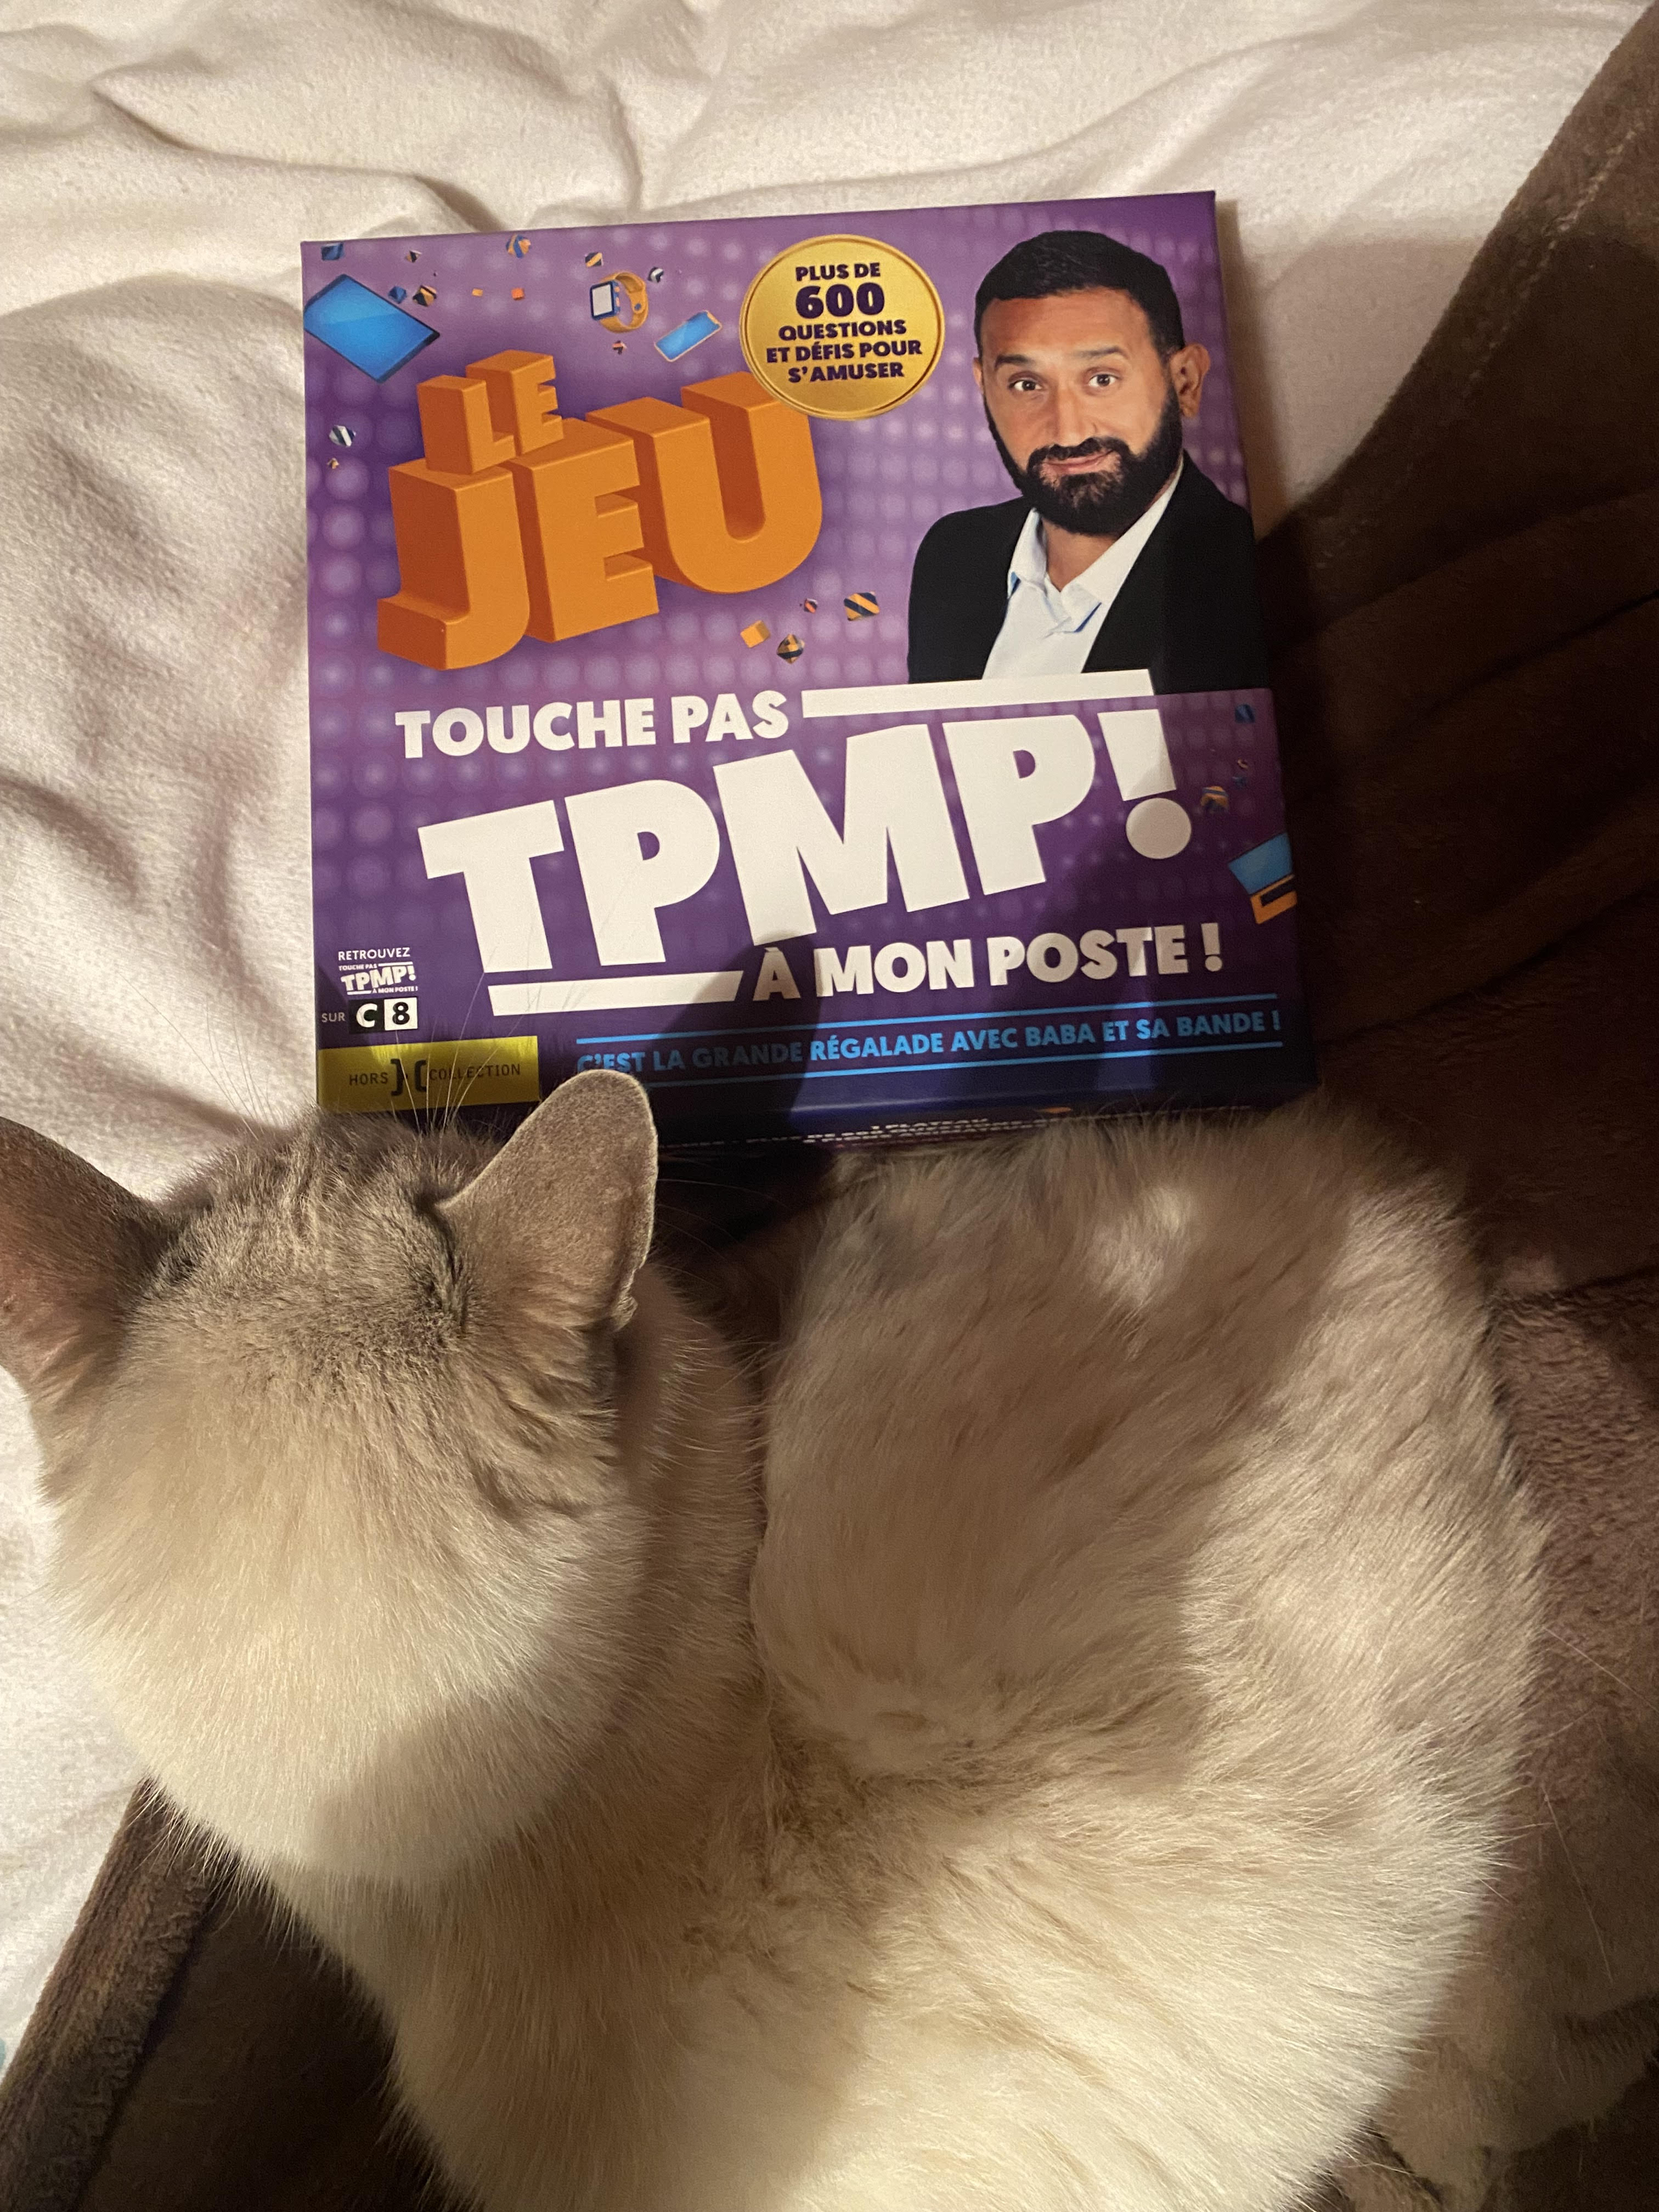 PLUS DE
600
QUESTIONS
ET DÉFIS POUR
S'AMUSER
LE
JEU
TOUCHE PAS
TPMP!
À MON POSTE !
RETROUVEZ
TOUCHE PAS
TPMP!
À MON POSTE !
SUR C8
HORS COLLECTION
C'EST LA GRANDE RÉGALADE AVEC BABA ET SA BANDE !